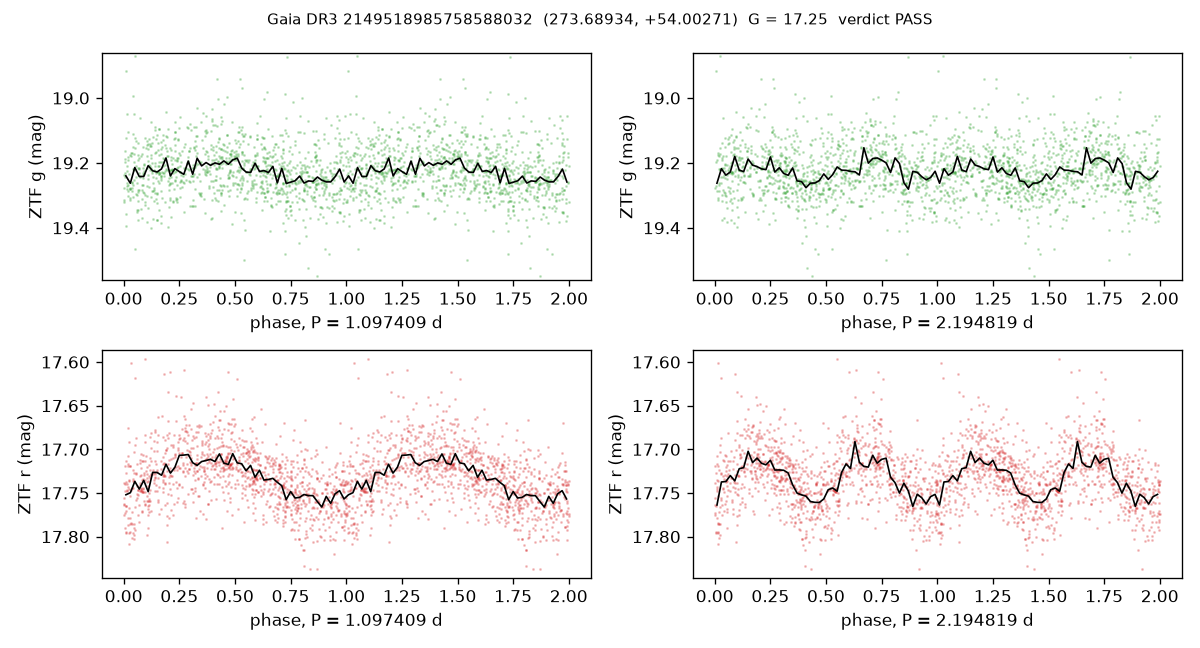 Gaia DR3 2149518985758588032 (273.68934, +54.00271) G = 17.25 verdict PASS
ZTF g (mag)
19.0
19.2
19.4
0.00 0.25 0.50 0.75 1.00 1.25 1.50 1.75 2.00
phase, P = 1.097409 d
ZTF g (mag)
19.0
19.2
19.4
0.00 0.25 0.50 0.75 1.00 1.25 1.50 1.75 2.00
phase, P = 2.194819 d
ZTF r (mag)
17.60
17.65
17.70
17.75
17.80
0.00 0.25 0.50 0.75 1.00 1.25 1.50 1.75 2.00
phase, P = 1.097409 d
ZTF r (mag)
17.60
17.65
17.70
17.75
17.80
0.00 0.25 0.50 0.75 1.00 1.25 1.50 1.75 2.00
phase, P = 2.194819 d